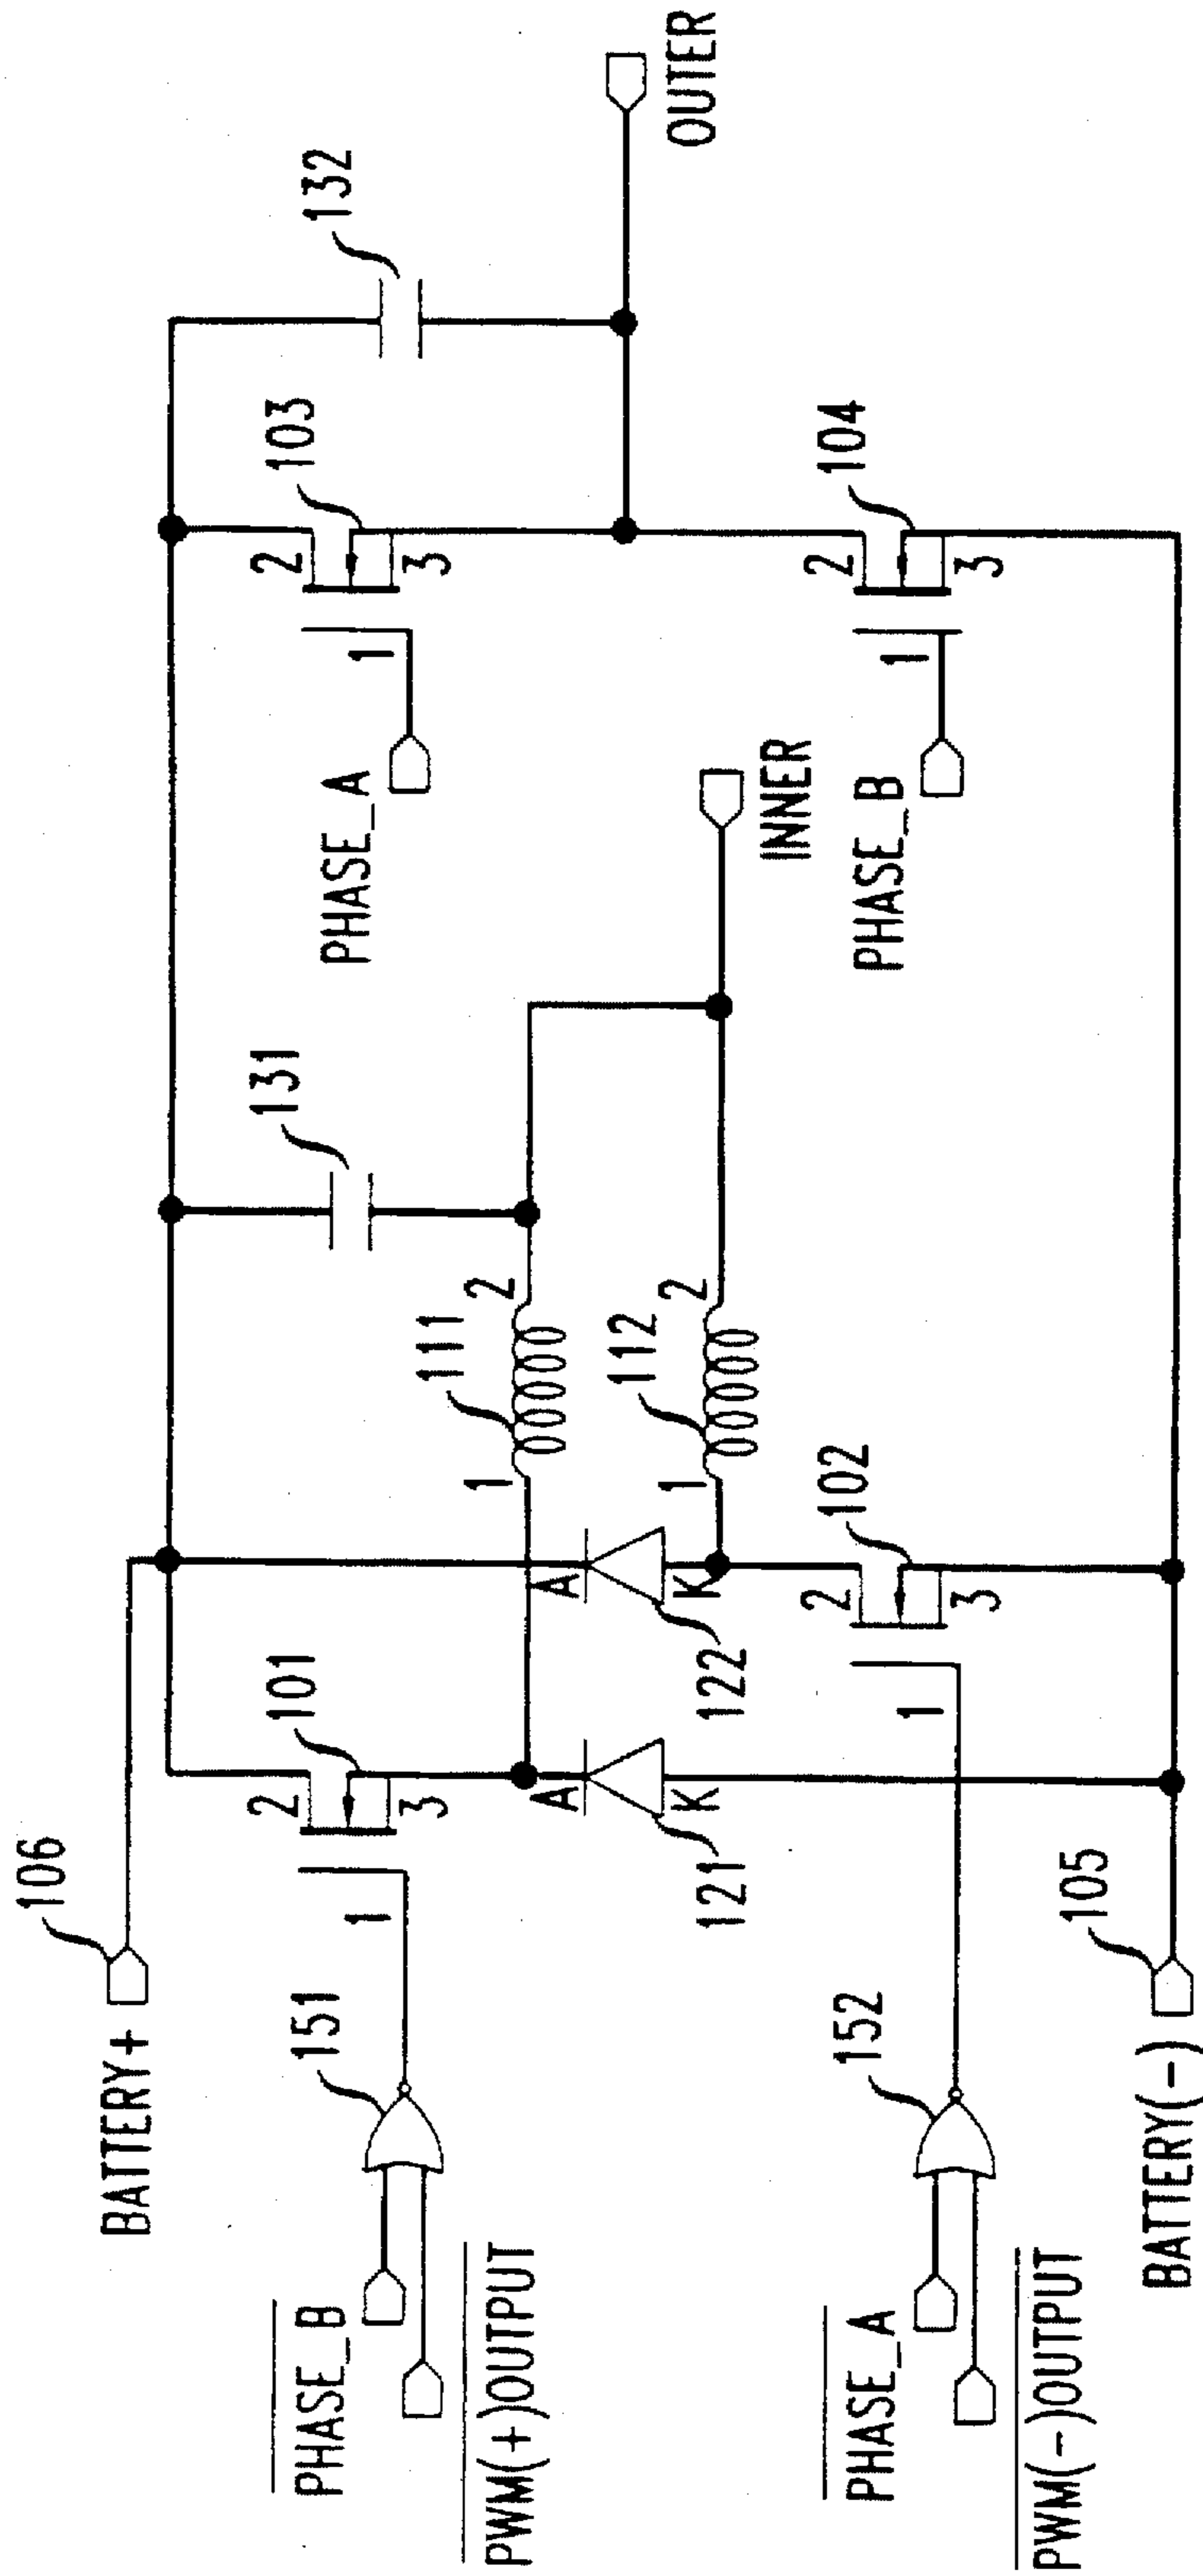 BATTERY+
106
2
101
3
1
151
PHASE_B
PWM(+)OUTPUT
A
K
121
A
K
122
1
111
2
131
1
112
2
2
102
3
1
152
PHASE_A
PWM(-)OUTPUT
BATTERY(-)
105
INNER
PHASE_A
1
2
103
3
132
OUTER
PHASE_B
1
2
104
3